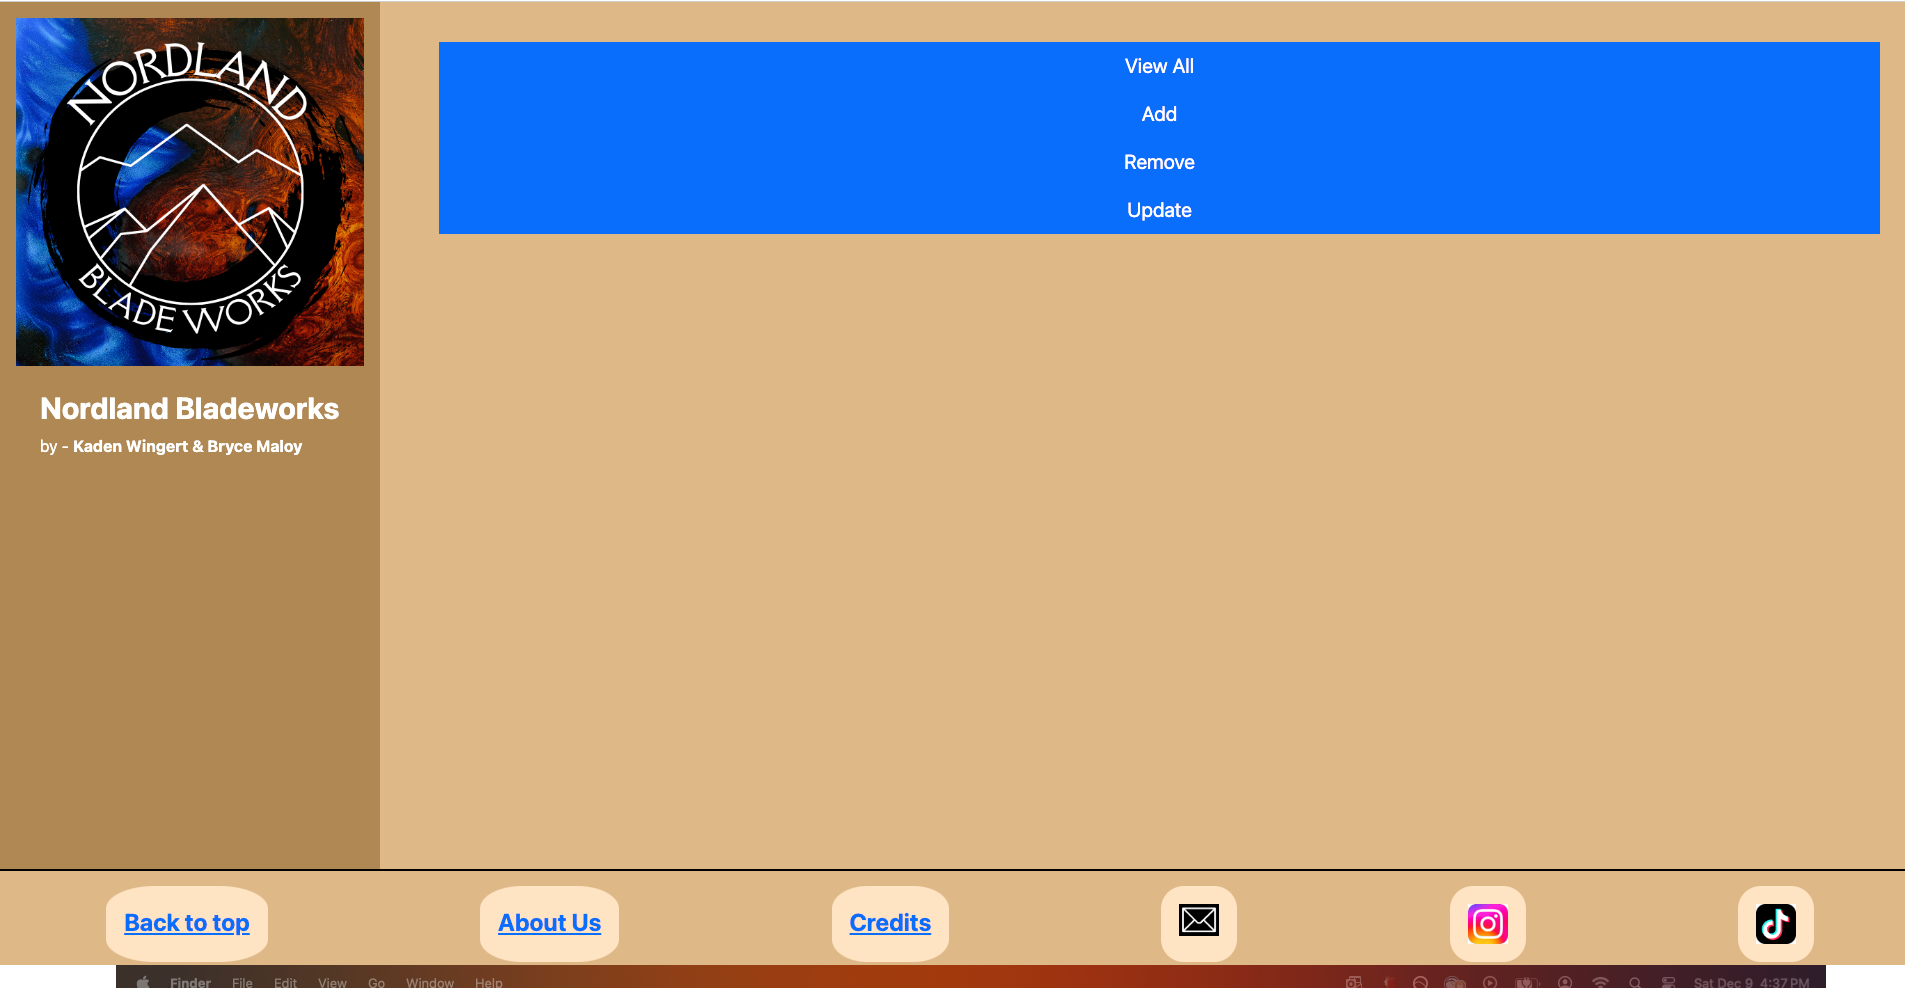 NORDLAND
BLADE WORKS
Nordland Bladeworks
by - Kaden Wingert & Bryce Maloy
View All
Add
Remove
Update
Back to top
About Us
Credits
Finder File Edit View Go Window Help
Sat Dec 9 4:37 PM